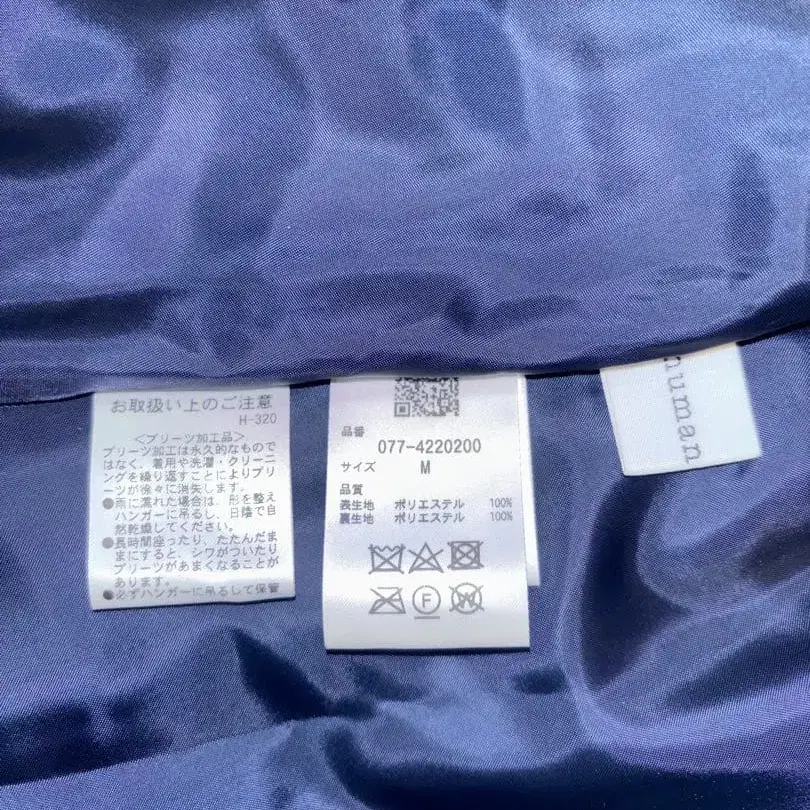 お取扱い上のご注意
H-320
＜プリーツ加工品＞
プリーツ加工は永久的なもので
はなく、着用や洗濯・クリーニ
ングを繰り返すことによりプリ
ーツが徐々に消失します。
●雨に濡れた場合は、形を整え
ハンガーに吊るし、日陰で自
然乾燥してください。
●長時間座ったり、たたんだま
まにすると、シワがついたり
プリーツがあまくなることが
あります。
●必ずハンガーに吊るして保管
品番
077-4220200
サイズ M
品質
表生地 ポリエステル 100%
裏生地 ポリエステル 100%
F
W
human